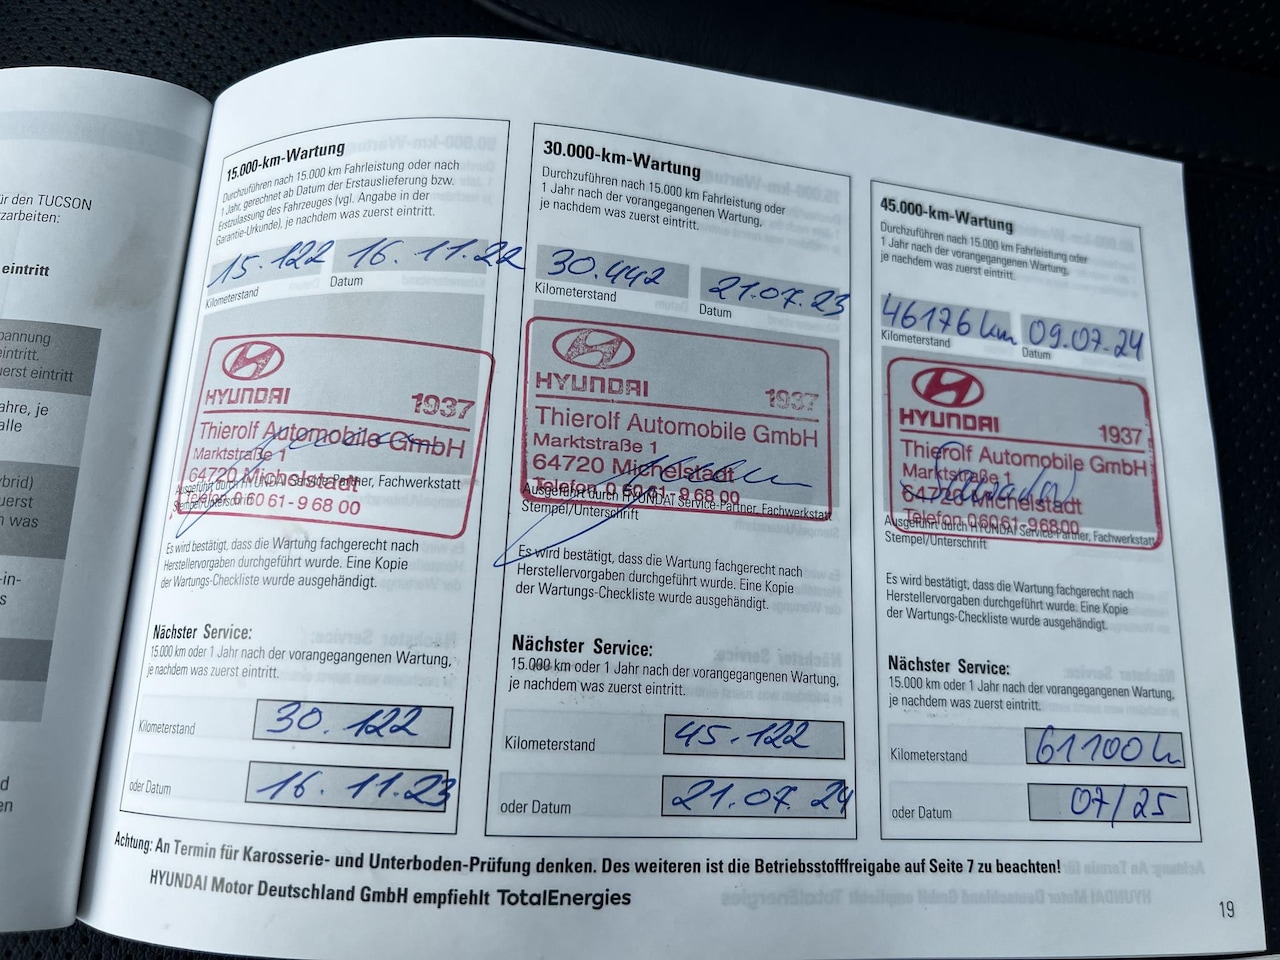 ür den TUCSON
zarbeiten:
eintritt
pannung
eintritt.
uerst eintritt
ahre, je
alle
ybrid)
uerst
n was
-in-
s
d
en
15.000-km-Wartung
Durchzuführen nach 15.000 km Fahrleistung oder nach
1 Jahr, gerechnet ab Datum der Erstauslieferung bzw.
Erstzulassung des Fahrzeuges (vgl. Angabe in der
Garantie-Urkunde), je nachdem was zuerst eintritt.
15.122 16.11.22
Kilometerstand Datum
HYUNDAI 1937
Thierolf Automobile GmbH
Marktstraße 1
64720 Michelstadt
Ausgeführt durch HYUNDAI Service-Partner, Fachwerkstatt
Telefon 0 60 61 - 9 68 00
Stempel/Unterschrift
Es wird bestätigt, dass die Wartung fachgerecht nach
Herstellervorgaben durchgeführt wurde. Eine Kopie
der Wartungs-Checkliste wurde ausgehändigt.
Nächster Service:
15.000 km oder 1 Jahr nach der vorangegangenen Wartung,
je nachdem was zuerst eintritt.
Kilometerstand 30.122
oder Datum 16.11.23
30.000-km-Wartung
Durchzuführen nach 15.000 km Fahrleistung oder
1 Jahr nach der vorangegangenen Wartung,
je nachdem was zuerst eintritt.
30.442 21.07.23
Kilometerstand Datum
HYUNDAI 1937
Thierolf Automobile GmbH
Marktstraße 1
64720 Michelstadt
Telefon 0 60 61 - 9 68 00
Ausgeführt durch HYUNDAI Service-Partner, Fachwerkstatt
Stempel/Unterschrift
Es wird bestätigt, dass die Wartung fachgerecht nach
Herstellervorgaben durchgeführt wurde. Eine Kopie
der Wartungs-Checkliste wurde ausgehändigt.
Nächster Service:
15.000 km oder 1 Jahr nach der vorangegangenen Wartung,
je nachdem was zuerst eintritt.
Kilometerstand 45.122
oder Datum 21.07.24
45.000-km-Wartung
Durchzuführen nach 15.000 km Fahrleistung oder
1 Jahr nach der vorangegangenen Wartung,
je nachdem was zuerst eintritt.
46176 km 09.07.24
Kilometerstand Datum
HYUNDAI 1937
Thierolf Automobile GmbH
Marktstraße 1
64720 Michelstadt
Telefon 0 60 61 - 9 68 00
Ausgeführt durch HYUNDAI Service-Partner, Fachwerkstatt
Stempel/Unterschrift
Es wird bestätigt, dass die Wartung fachgerecht nach
Herstellervorgaben durchgeführt wurde. Eine Kopie
der Wartungs-Checkliste wurde ausgehändigt.
Nächster Service:
15.000 km oder 1 Jahr nach der vorangegangenen Wartung,
je nachdem was zuerst eintritt.
Kilometerstand 61100
oder Datum 07/25
Achtung: An Termin für Karosserie- und Unterboden-Prüfung denken. Des weiteren ist die Betriebsstofffreigabe auf Seite 7 zu beachten!
HYUNDAI Motor Deutschland GmbH empfiehlt TotalEnergies
19